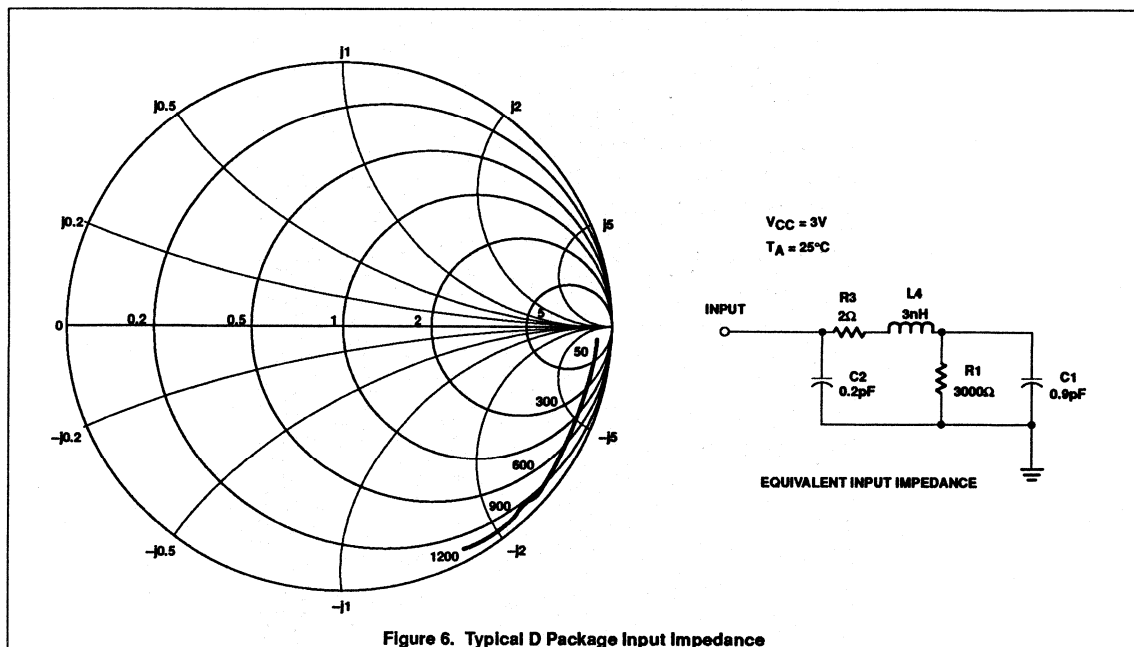 j1
j0.5
j2
j0.2
j5
0
0.2
0.5
1
2
5
50
300
600
900
1200
–j0.2
–j5
–j0.5
–j2
–j1
VCC = 3V
TA = 25°C
INPUT
R3
2Ω
L4
3nH
C2
0.2pF
R1
3000Ω
C1
0.9pF
EQUIVALENT INPUT IMPEDANCE
Figure 6. Typical D Package Input Impedance